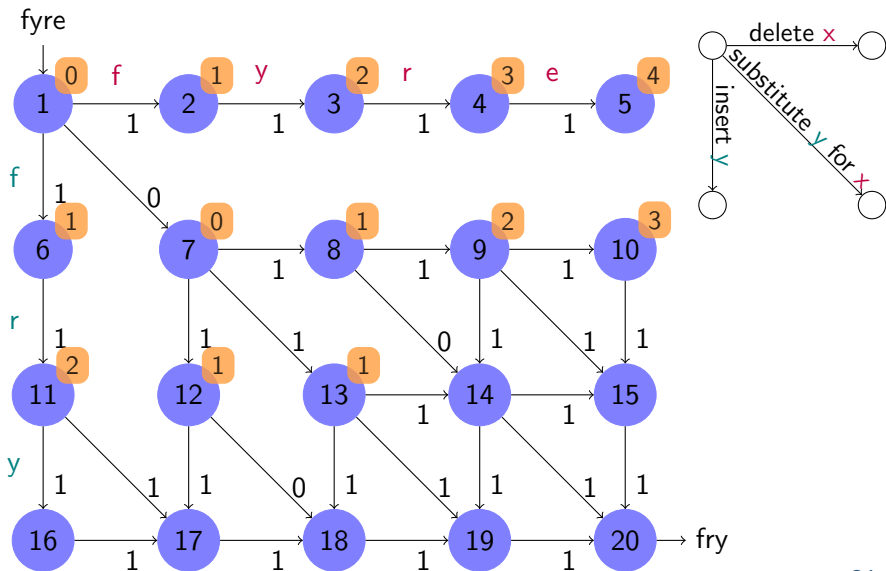 fyre
0 1 2 3 4
f y r e
1 2 3 4 5
1 1 1 1
delete x
insert y
substitute y for x
f 1 0
1 0 1 2 3
6 7 8 9 10
1 1 1
r 1 1 1 0 1 1 1
2 1 1
11 12 13 14 15
1 1
y 1 1 1 0 1 1 1 1 1
16 17 18 19 20 fry
1 1 1 1